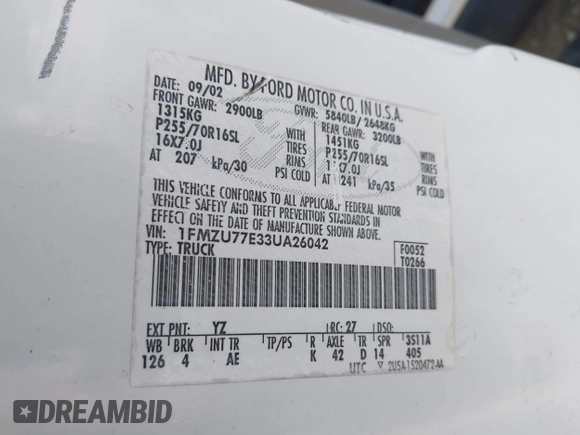 MFD. BY FORD MOTOR CO. IN U.S.A.
DATE: 09/02 GVWR: 5840LB/ 2648KG
FRONT GAWR: 2900LB REAR GAWR: 3200LB
1315KG 1451KG
P255/70R16SL WITH TIRES P255/70R16SL WITH TIRES
16X7.0J RIMS RIMS
AT 207 kPa/30 PSI COLD AT 241 kPa/35 PSI COLD
THIS VEHICLE CONFORMS TO ALL APPLICABLE FEDERAL MOTOR
VEHICLE SAFETY AND THEFT PREVENTION STANDARDS IN
EFFECT ON THE DATE OF MANUFACTURE SHOWN ABOVE.
VIN: 1FMZU77E33UA26042
TYPE: TRUCK F0052
T0266
EXT PNT: YZ RC: 27 DSO:
WB BRK INT TR TP/PS R AXLE TR SPR 3S11A
126 4 AE K 42 D 14 405
UTC ▽ 2U5A 1520472 AA
DREAMBID